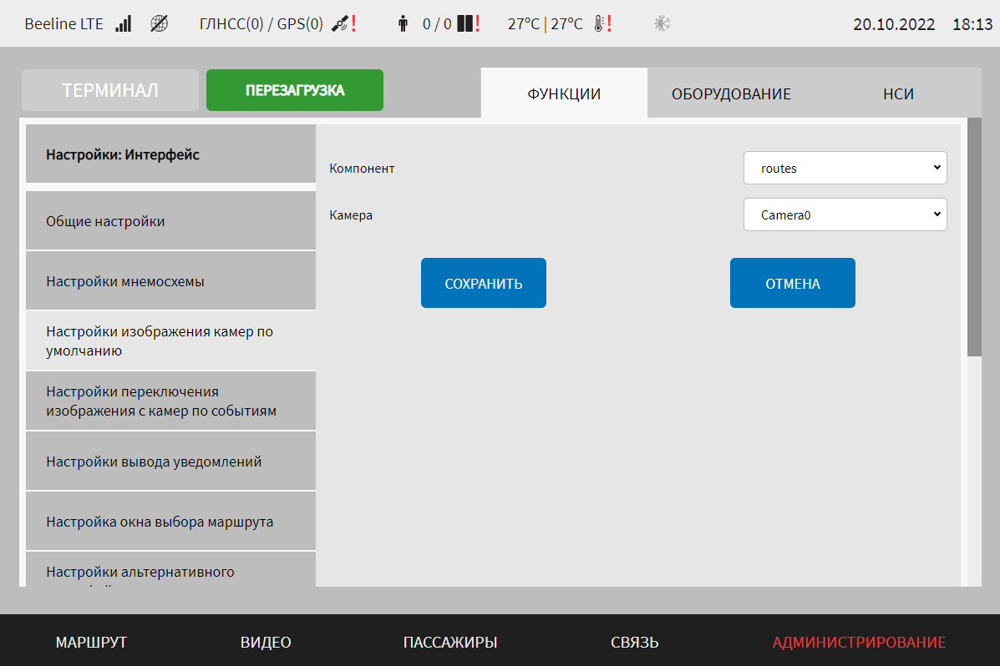 Beeline LTE ГЛНСС(0) / GPS(0) 0 / 0 27°C | 27°C 20.10.2022 18:13
ТЕРМИНАЛ ПЕРЕЗАГРУЗКА ФУНКЦИИ ОБОРУДОВАНИЕ НСИ
Настройки: Интерфейс
Компонент routes
Камера Camera0
СОХРАНИТЬ ОТМЕНА
Общие настройки
Настройки мнемосхемы
Настройки изображения камер по
умолчанию
Настройки переключения
изображения с камер по событиям
Настройки вывода уведомлений
Настройка окна выбора маршрута
Настройки альтернативного
МАРШРУТ ВИДЕО ПАССАЖИРЫ СВЯЗЬ АДМИНИСТРИРОВАНИЕ